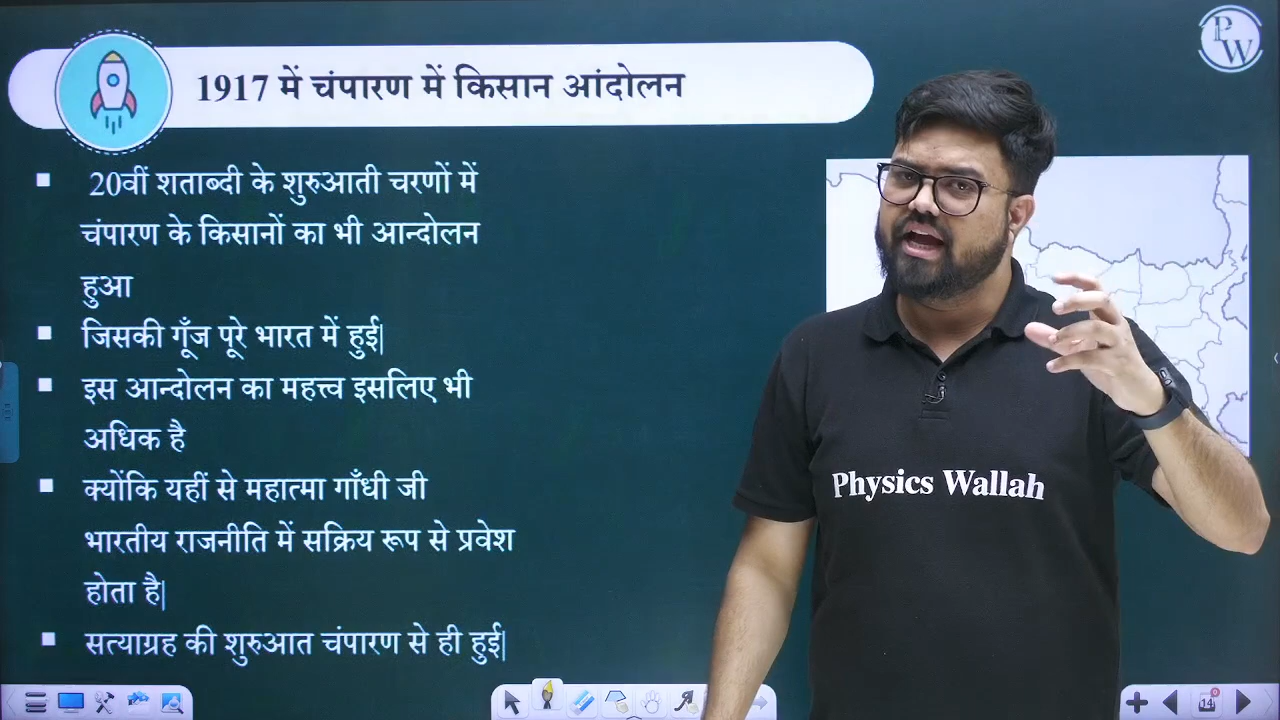 PW
1917 में चंपारण में किसान आंदोलन
20वीं शताब्दी के शुरुआती चरणों में
चंपारण के किसानों का भी आन्दोलन
हुआ
जिसकी गूँज पूरे भारत में हुई|
इस आन्दोलन का महत्त्व इसलिए भी
अधिक है
क्योंकि यहीं से महात्मा गाँधी जी
भारतीय राजनीति में सक्रिय रूप से प्रवेश
होता है|
सत्याग्रह की शुरुआत चंपारण से ही हुई|
Physics Wallah
14